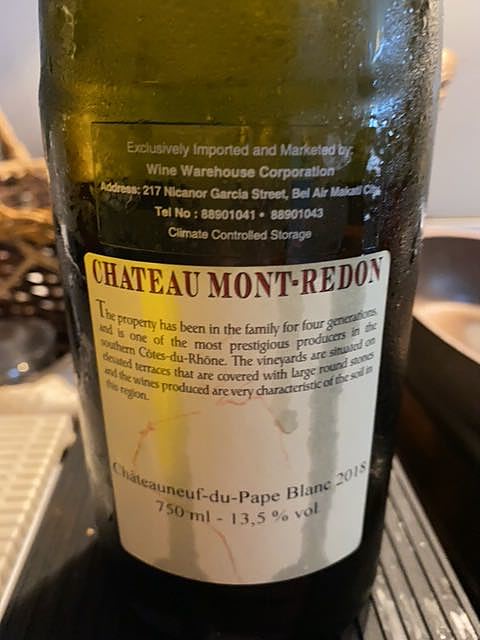 Exclusively Imported and Marketed by:
Wine Warehouse Corporation
Address: 217 Nicanor Garcia Street, Bel Air Makati City
Tel No : 88901041 • 88901043
Climate Controlled Storage
CHATEAU MONT-REDON
The property has been in the family for four generations,
and is one of the most prestigious producers in the
southern Côtes-du-Rhône. The vineyards are situated on
elevated terraces that are covered with large round stones
and the wines produced are very characteristic of the soil in
this region.
Châteauneuf-du-Pape Blanc 2018
750 ml - 13,5 % vol